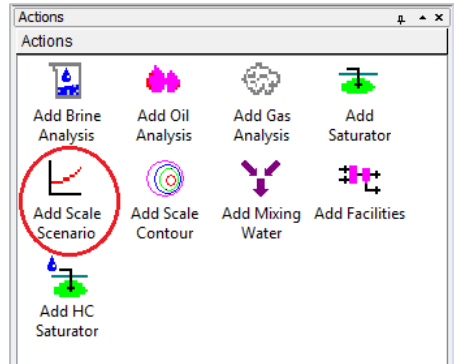 Actions
Actions
Add Brine Analysis
Add Oil Analysis
Add Gas Analysis
Add Saturator
Add Scale Scenario
Add Scale Contour
Add Mixing Water
Add Facilities
Add HC Saturator